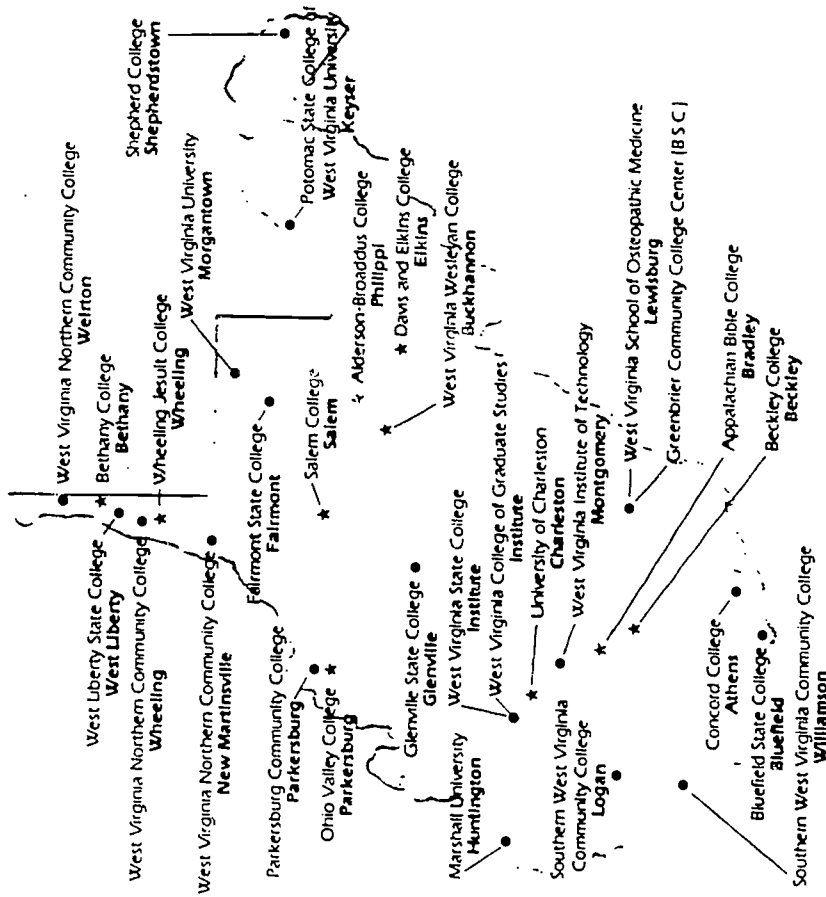 Shepherd College
Shepherdstown
West Virginia Northern Community College
Weirton
Bethany College
Bethany
Wheeling Jesuit College
Wheeling
West Virginia University
Morgantown
Potomac State College of
West Virginia University
Keyser
West Liberty State College
West Liberty
West Virginia Northern Community College
Wheeling
West Virginia Northern Community College
New Martinsville
Fairmont State College
Fairmont
Salem College
Salem
Alderson-Broaddus College
Philippi
Davis and Elkins College
Elkins
West Virginia Wesleyan College
Buckhannon
Parkersburg Community College
Parkersburg
Ohio Valley College
Parkersburg
Glenville State College
Glenville
West Virginia State College
Institute
West Virginia College of Graduate Studies
Institute
University of Charleston
Charleston
West Virginia Institute of Technology
Montgomery
West Virginia School of Osteopathic Medicine
Lewisburg
Greenbrier Community College Center (B S C)
Marshall University
Huntington
Southern West Virginia
Community College
Logan
Appalachian Bible College
Bradley
Beckley College
Beckley
Concord College
Athens
Bluefield State College
Bluefield
Southern West Virginia Community College
Williamson